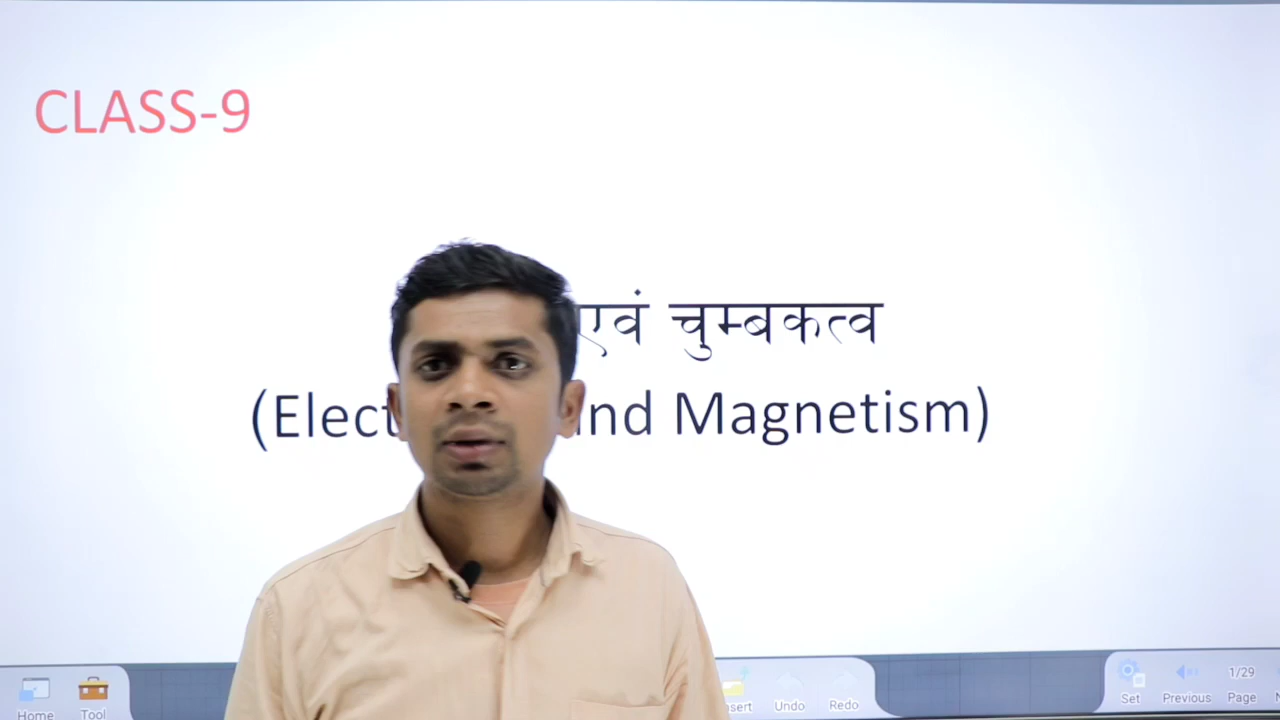 CLASS-9
एवं चुम्बकत्व
(Elect nd Magnetism)
Home
Tool
Undo
Redo
Set
Previous
1/29
Page